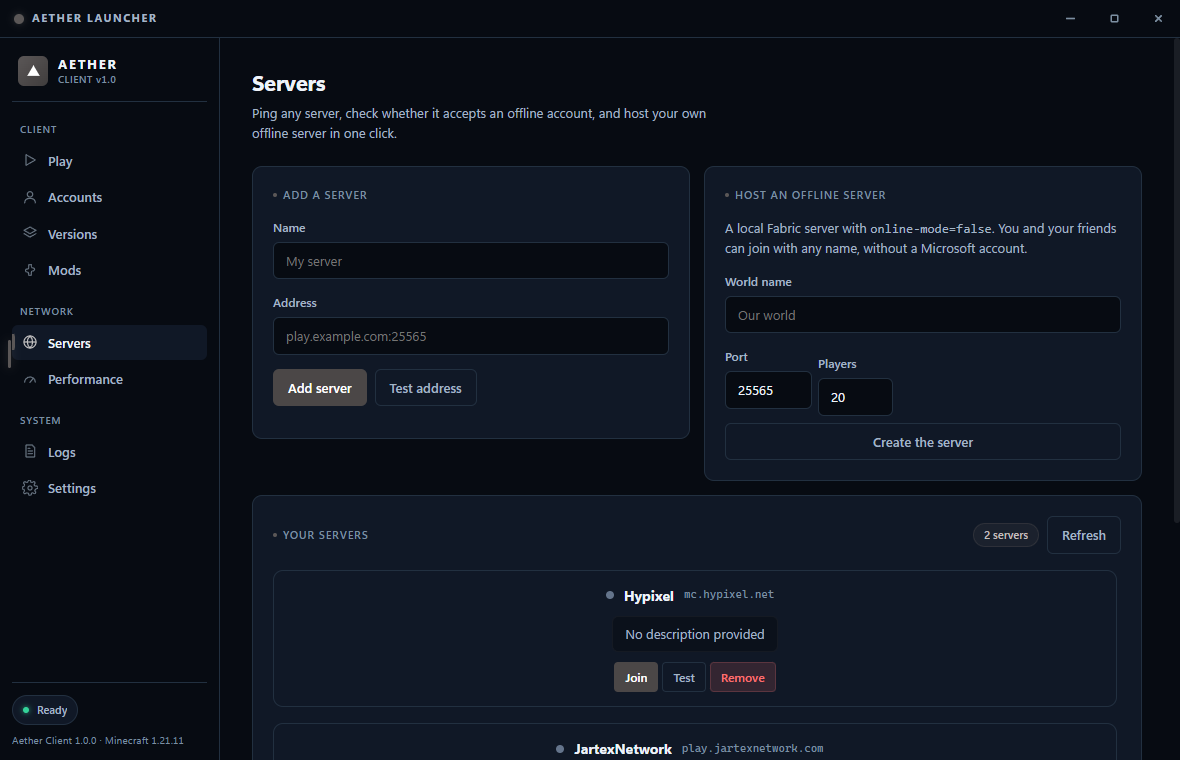 AETHER LAUNCHER
AETHER
CLIENT v1.0
CLIENT
Play
Accounts
Versions
Mods
NETWORK
Servers
Performance
SYSTEM
Logs
Settings
Ready
Aether Client 1.0.0 · Minecraft 1.21.11
Servers
Ping any server, check whether it accepts an offline account, and host your own
offline server in one click.
ADD A SERVER
Name
My server
Address
play.example.com:25565
Add server
Test address
HOST AN OFFLINE SERVER
A local Fabric server with online-mode=false. You and your friends
can join with any name, without a Microsoft account.
World name
Our world
Port
Players
25565
20
Create the server
YOUR SERVERS
2 servers
Refresh
Hypixel mc.hypixel.net
No description provided
Join
Test
Remove
JartexNetwork play.jartexnetwork.com